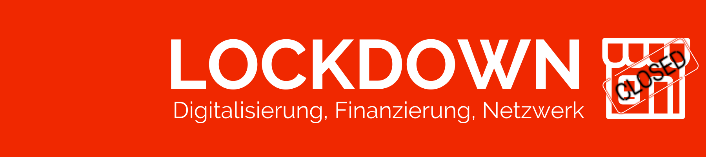 LOCKDOWN
Digitalisierung, Finanzierung, Netzwerk
CLOSED